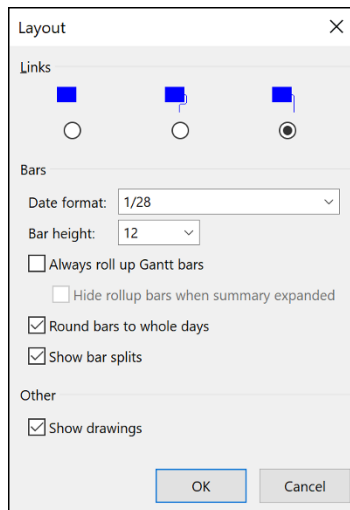 Layout
Links
Bars
Date format: 1/28
Bar height: 12
Always roll up Gantt bars
Hide rollup bars when summary expanded
Round bars to whole days
Show bar splits
Other
Show drawings
OK Cancel